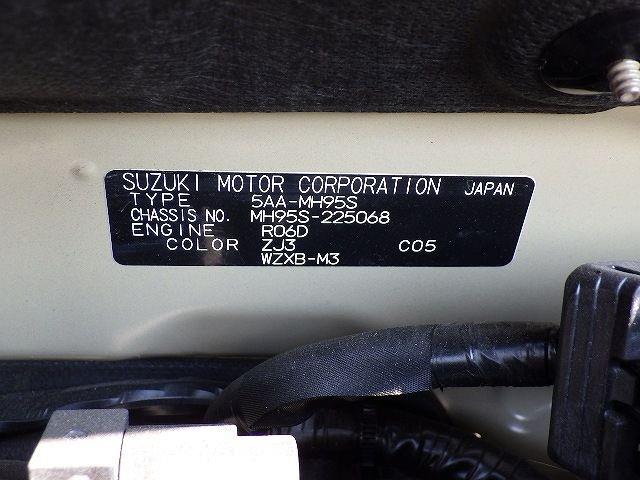 SUZUKI MOTOR CORPORATION JAPAN
TYPE 5AA-MH95S
CHASSIS NO. MH95S-225068
ENGINE R06D
COLOR ZJ3 C05
WZXB-M3